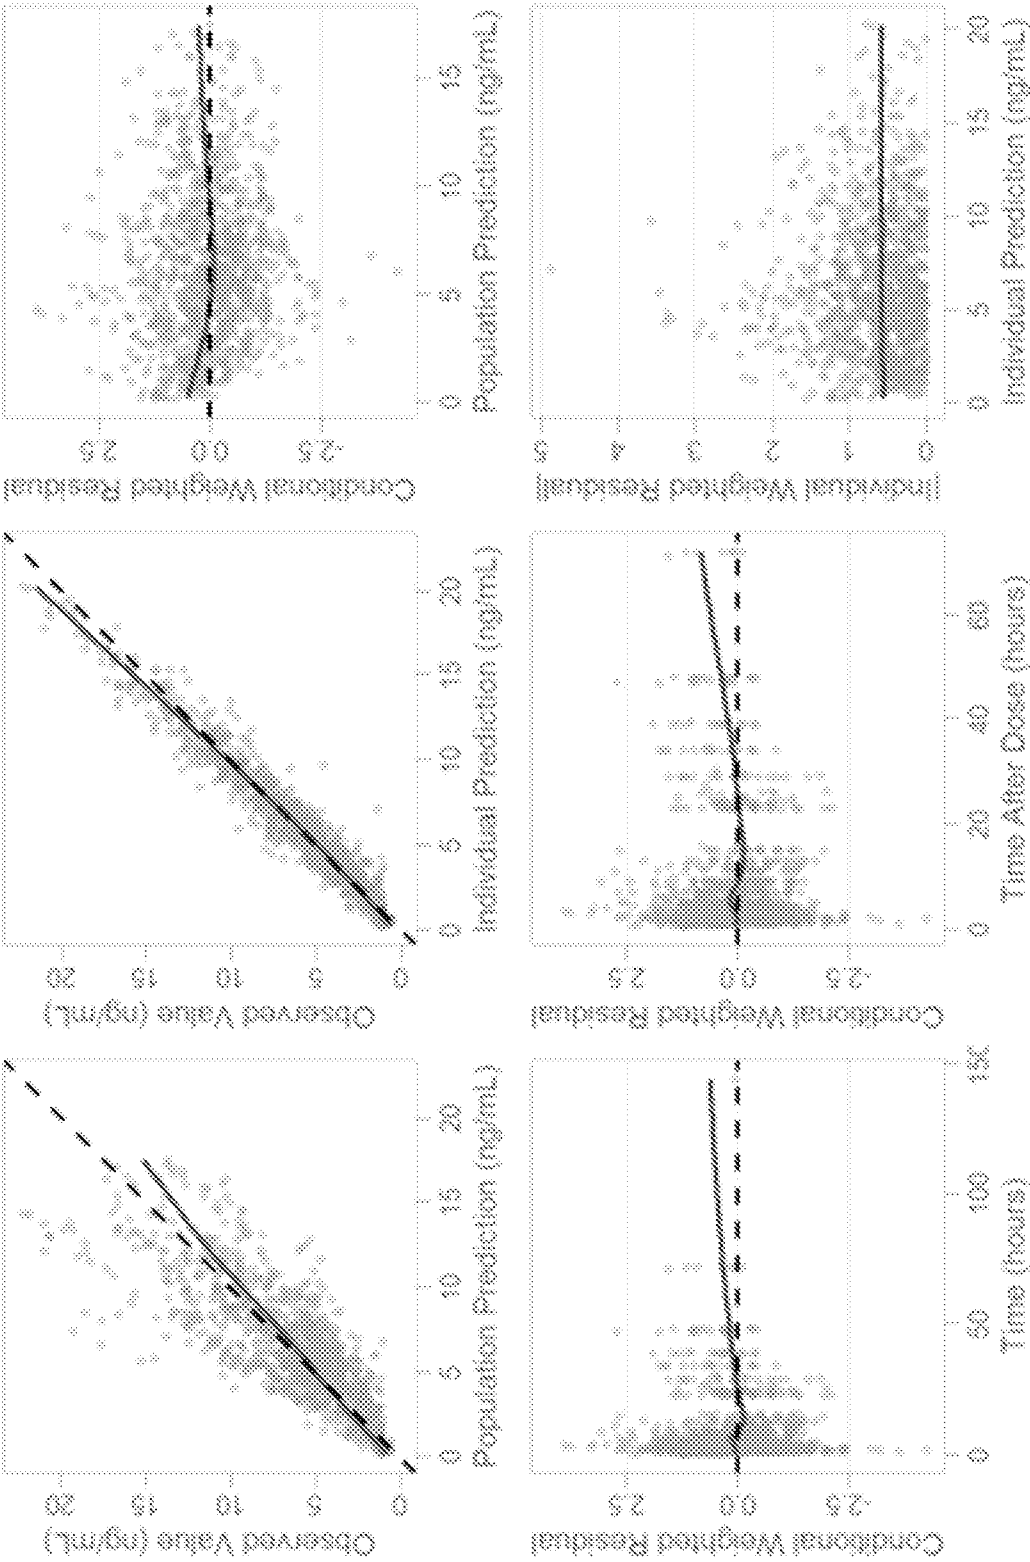 Observed Value (ng/mL)
20
15
10
5
0
0 5 10 15 20
Population Prediction (ng/mL)
Observed Value (ng/mL)
20
15
10
5
0
0 5 10 15 20
Individual Prediction (ng/mL)
Conditional Weighted Residual
2.5
0.0
-2.5
0 5 10 15
Population Prediction (ng/mL)
Conditional Weighted Residual
2.5
0.0
-2.5
0 50 100
Time (hours)
Conditional Weighted Residual
2.5
0.0
-2.5
0 20 40 60
Time After Dose (hours)
|Individual Weighted Residual|
5
4
3
2
1
0
0 5 10 15 20
Individual Prediction (ng/mL)